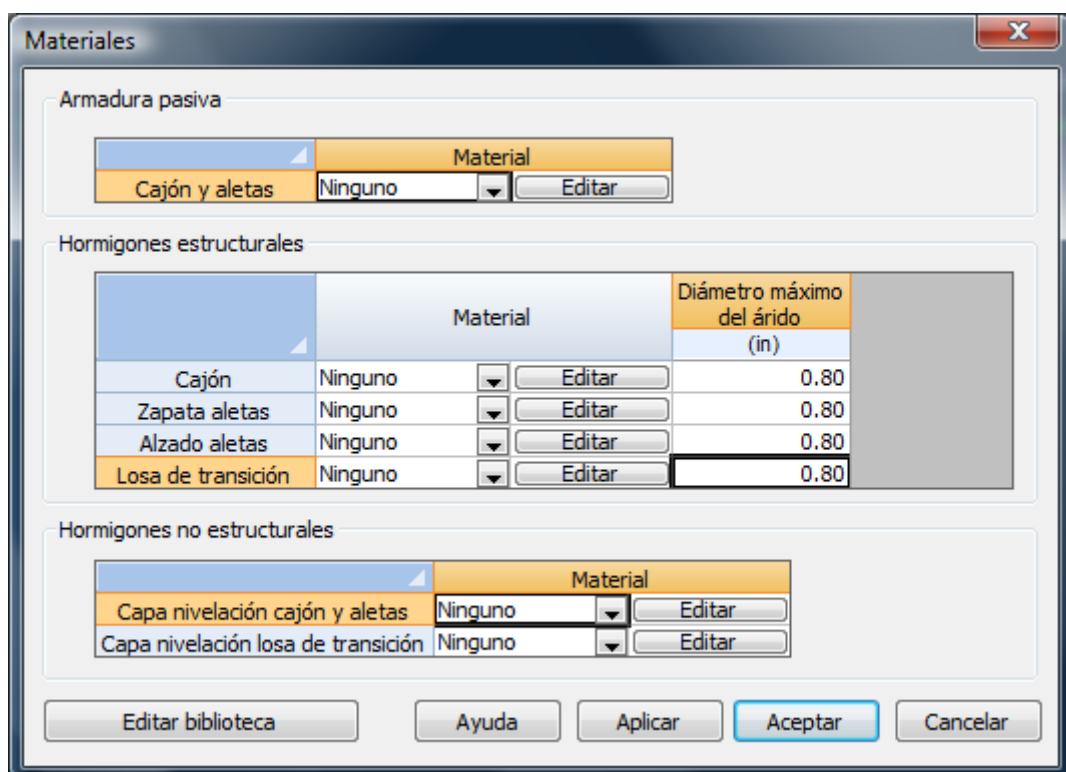 Materiales
Armadura pasiva
Material
Cajón y aletas Ninguno Editar
Hormigones estructurales
Material Diámetro máximo
del árido
(in)
Cajón Ninguno Editar 0.80
Zapata aletas Ninguno Editar 0.80
Alzado aletas Ninguno Editar 0.80
Losa de transición Ninguno Editar 0.80
Hormigones no estructurales
Material
Capa nivelación cajón y aletas Ninguno Editar
Capa nivelación losa de transición Ninguno Editar
Editar biblioteca Ayuda Aplicar Aceptar Cancelar